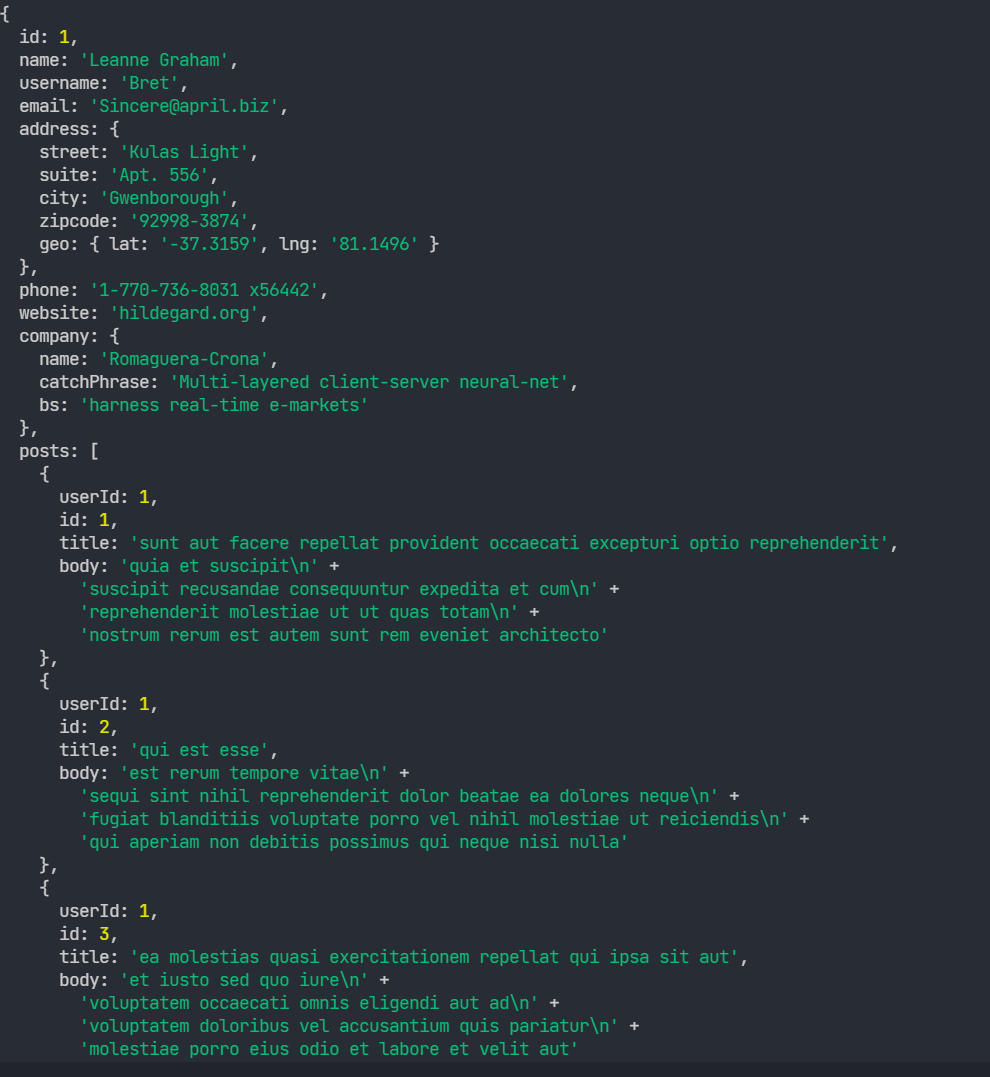 {
  id: 1,
  name: 'Leanne Graham',
  username: 'Bret',
  email: 'Sincere@april.biz',
  address: {
    street: 'Kulas Light',
    suite: 'Apt. 556',
    city: 'Gwenborough',
    zipcode: '92998-3874',
    geo: { lat: '-37.3159', lng: '81.1496' }
  },
  phone: '1-770-736-8031 x56442',
  website: 'hildegard.org',
  company: {
    name: 'Romaguera-Crona',
    catchPhrase: 'Multi-layered client-server neural-net',
    bs: 'harness real-time e-markets'
  },
  posts: [
    {
      userId: 1,
      id: 1,
      title: 'sunt aut facere repellat provident occaecati excepturi optio reprehenderit',
      body: 'quia et suscipit\n' +
        'suscipit recusandae consequuntur expedita et cum\n' +
        'reprehenderit molestiae ut ut quas totam\n' +
        'nostrum rerum est autem sunt rem eveniet architecto'
    },
    {
      userId: 1,
      id: 2,
      title: 'qui est esse',
      body: 'est rerum tempore vitae\n' +
        'sequi sint nihil reprehenderit dolor beatae ea dolores neque\n' +
        'fugiat blanditiis voluptate porro vel nihil molestiae ut reiciendis\n' +
        'qui aperiam non debitis possimus qui neque nisi nulla'
    },
    {
      userId: 1,
      id: 3,
      title: 'ea molestias quasi exercitationem repellat qui ipsa sit aut',
      body: 'et iusto sed quo iure\n' +
        'voluptatem occaecati omnis eligendi aut ad\n' +
        'voluptatem doloribus vel accusantium quis pariatur\n' +
        'molestiae porro eius odio et labore et velit aut'